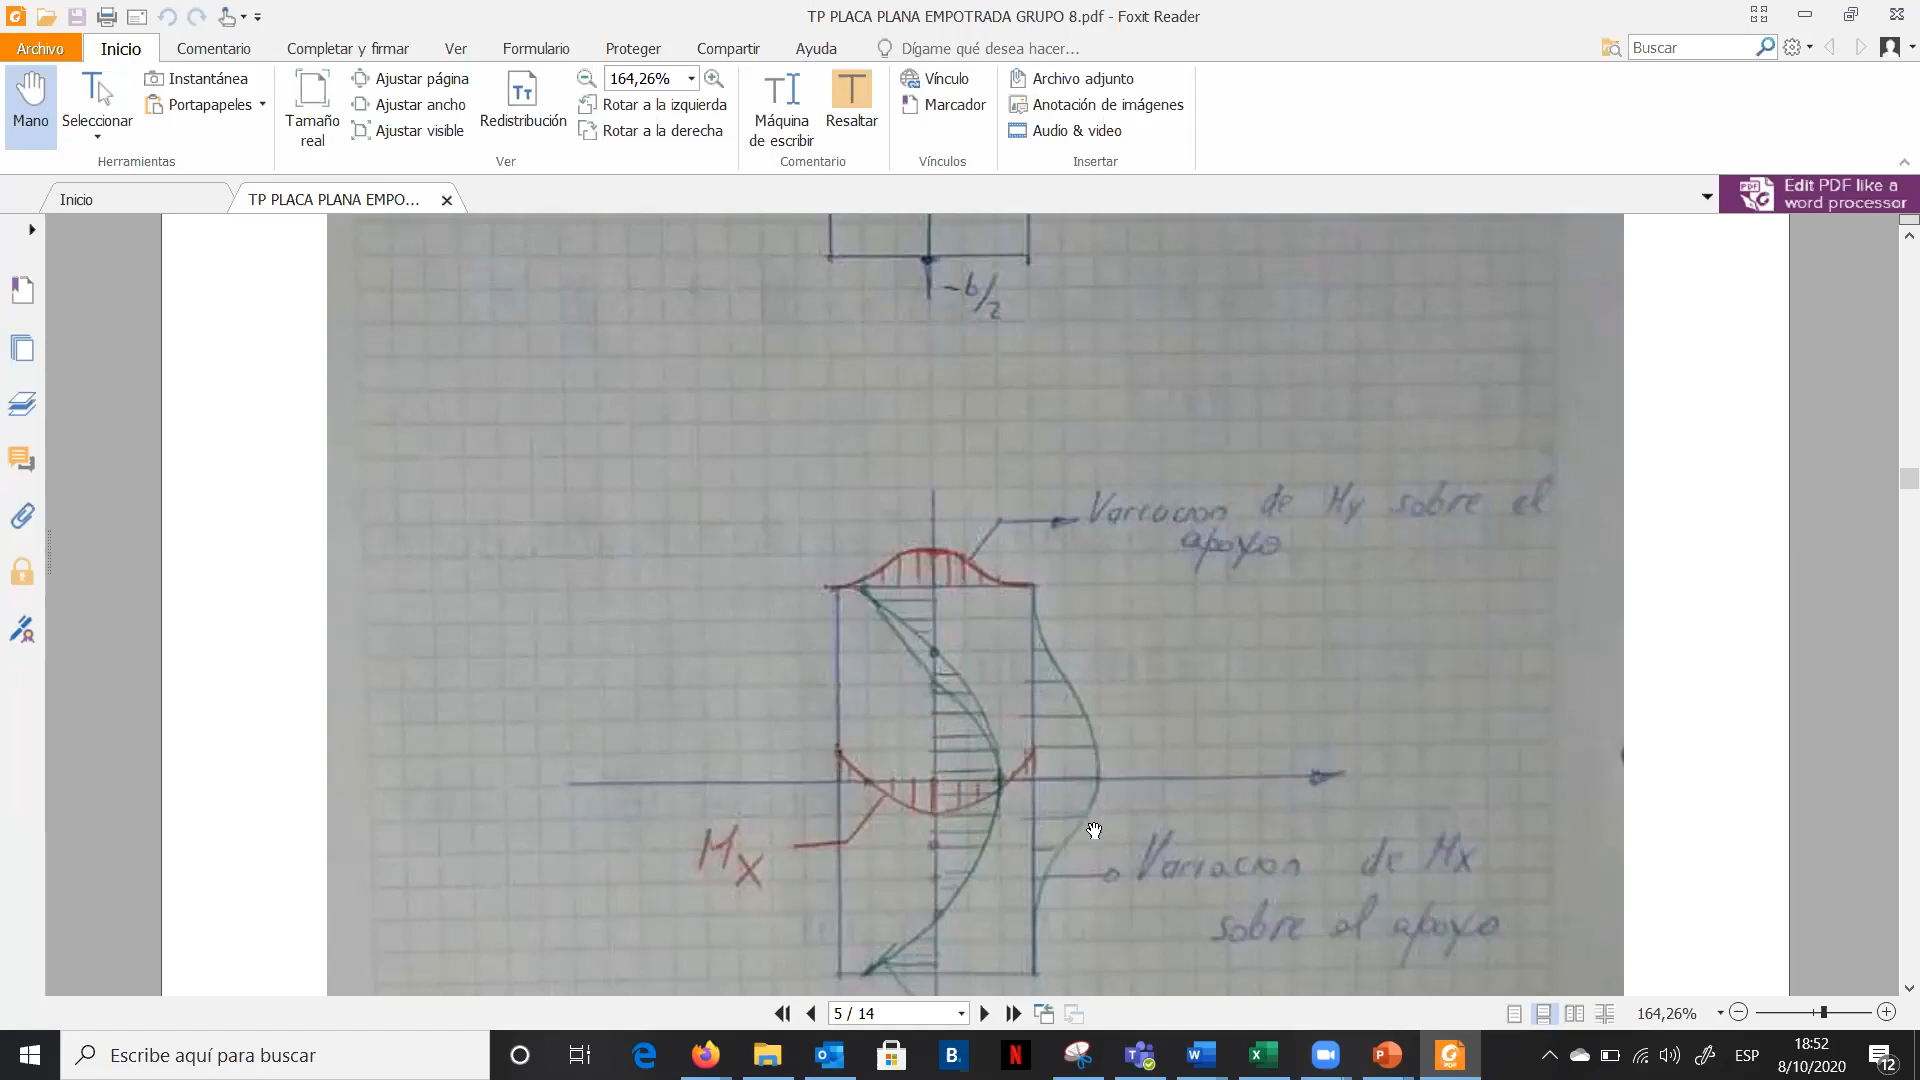 TP PLACA PLANA EMPOTRADA GRUPO 8.pdf - Foxit Reader
Archivo Inicio Comentario Completar y firmar Ver Formulario Proteger Compartir Ayuda Dígame qué desea hacer... Buscar
Mano
Seleccionar
Instantánea
Portapapeles
Herramientas
Tamaño real
Ajustar página
Ajustar ancho
Ajustar visible
Redistribución
164,26%
Rotar a la izquierda
Rotar a la derecha
Ver
Máquina de escribir
Resaltar
Comentario
Vínculo
Marcador
Vínculos
Archivo adjunto
Anotación de imágenes
Audio & video
Insertar
Inicio
TP PLACA PLANA EMPO...
Edit PDF like a
word processor
-b/2
Variacion de My sobre el
apoyo
Mx
Variacion de Mx
sobre el apoyo
5 / 14
164,26%
Escribe aquí para buscar
ESP
18:52
8/10/2020
12